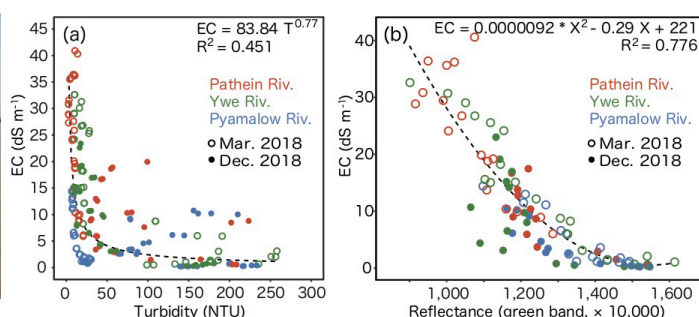 (a)
EC = 83.84 T^0.77
R² = 0.451
Pathein Riv.
Ywe Riv.
Pyamalow Riv.
Mar. 2018
Dec. 2018
EC (dS m⁻¹)
45
40
35
30
25
20
15
10
5
0
0 50 100 150 200 250 300
Turbidity (NTU)
(b)
EC = 0.0000092 * X² - 0.29 X + 221
R² = 0.776
Pathein Riv.
Ywe Riv.
Pyamalow Riv.
Mar. 2018
Dec. 2018
EC (dS m⁻¹)
40
30
20
10
0
1,000 1,200 1,400 1,600
Reflectance (green band, × 10,000)